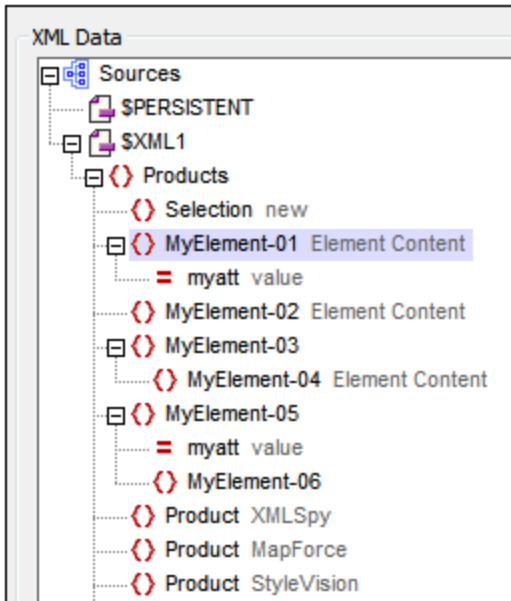 XML Data
Sources
$PERSISTENT
$XML1
Products
Selection new
MyElement-01 Element Content
myatt value
MyElement-02 Element Content
MyElement-03
MyElement-04 Element Content
MyElement-05
myatt value
MyElement-06
Product XMLSpy
Product MapForce
Product StyleVision